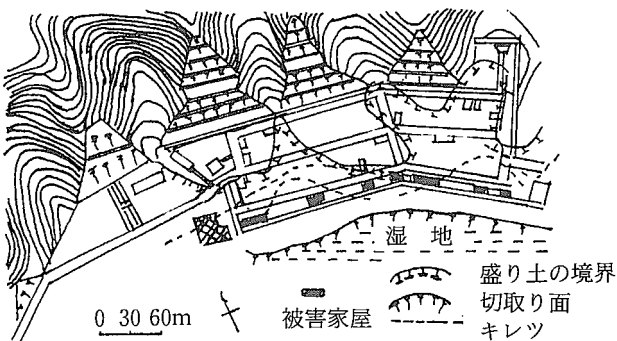 湿 地
盛り土の境界
切取り面
キレツ
被害家屋
0 30 60m